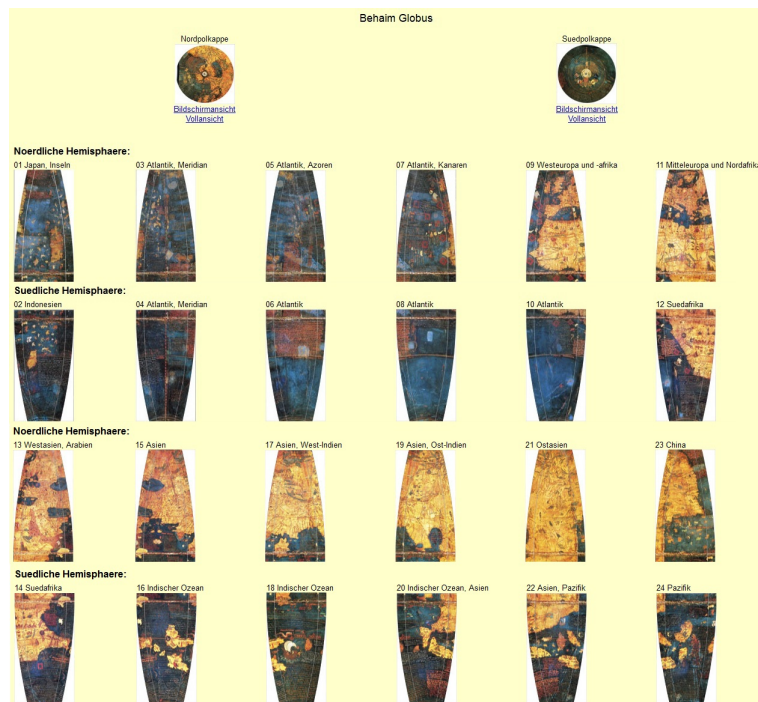 Behaim Globus
Nordpolkappe Suedpolkappe
Bildschirmansicht Bildschirmansicht
Vollansicht Vollansicht
Noerdliche Hemisphaere:
01 Japan, Inseln 03 Atlantik, Meridian 05 Atlantik, Azoren 07 Atlantik, Kanaren 09 Westeuropa und -afrika 11 Mitteleuropa und Nordafrika
Suedliche Hemisphaere:
02 Indonesien 04 Atlantik, Meridian 06 Atlantik 08 Atlantik 10 Atlantik 12 Suedafrika
Noerdliche Hemisphaere:
13 Westasien, Arabien 15 Asien 17 Asien, West-Indien 19 Asien, Ost-Indien 21 Ostasien 23 China
Suedliche Hemisphaere:
14 Suedafrika 16 Indischer Ozean 18 Indischer Ozean 20 Indischer Ozean, Asien 22 Asien, Pazifik 24 Pazifik